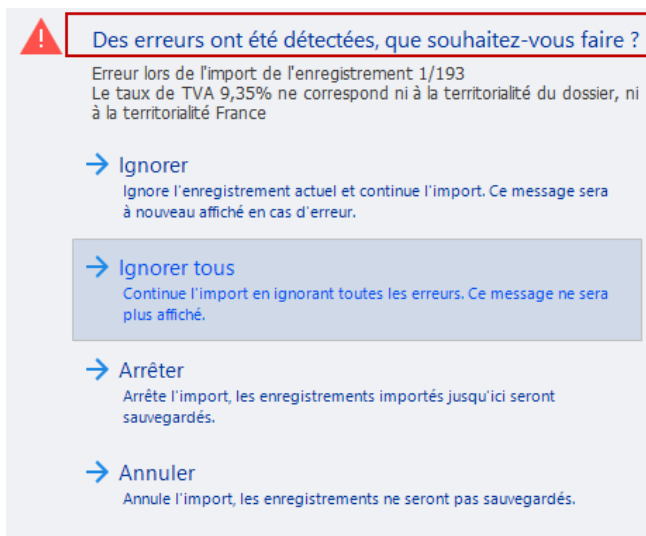 Des erreurs ont été détectées, que souhaitez-vous faire ?
Erreur lors de l'import de l'enregistrement 1/193
Le taux de TVA 9,35% ne correspond ni à la territorialité du dossier, ni
à la territorialité France
Ignorer
Ignore l'enregistrement actuel et continue l'import. Ce message sera
à nouveau affiché en cas d'erreur.
Ignorer tous
Continue l'import en ignorant toutes les erreurs. Ce message ne sera
plus affiché.
Arrêter
Arrête l'import, les enregistrements importés jusqu'ici seront
sauvegardés.
Annuler
Annule l'import, les enregistrements ne seront pas sauvegardés.